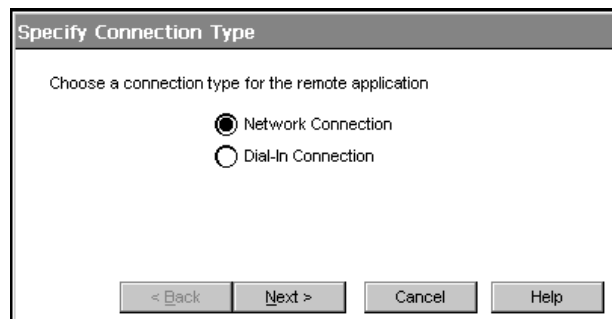 Specify Connection Type
Choose a connection type for the remote application
Network Connection
Dial-In Connection
< Back
Next >
Cancel
Help